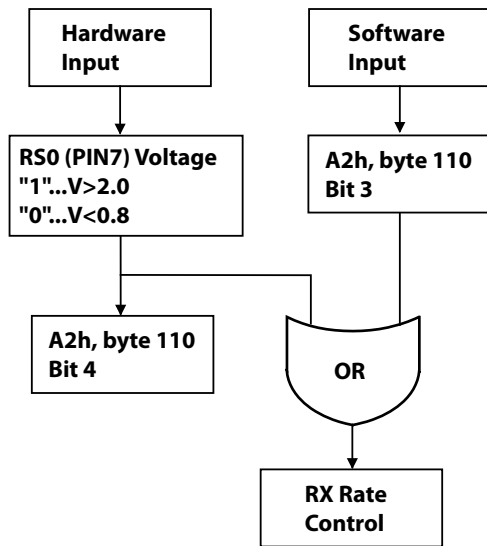 Hardware
Input
Software
Input
RS0 (PIN7) Voltage
"1"...V>2.0
"0"...V<0.8
A2h, byte 110
Bit 3
A2h, byte 110
Bit 4
OR
RX Rate
Control